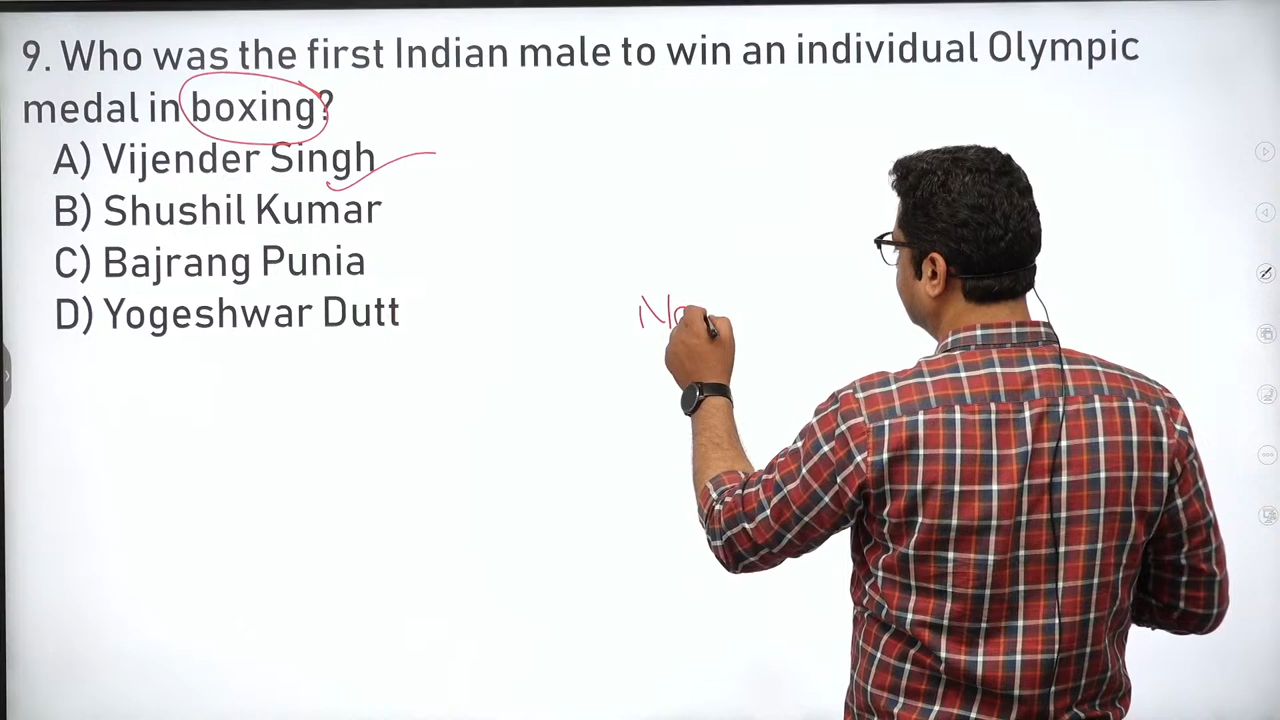 9. Who was the first Indian male to win an individual Olympic
medal in boxing?
A) Vijender Singh
B) Shushil Kumar
C) Bajrang Punia
D) Yogeshwar Dutt